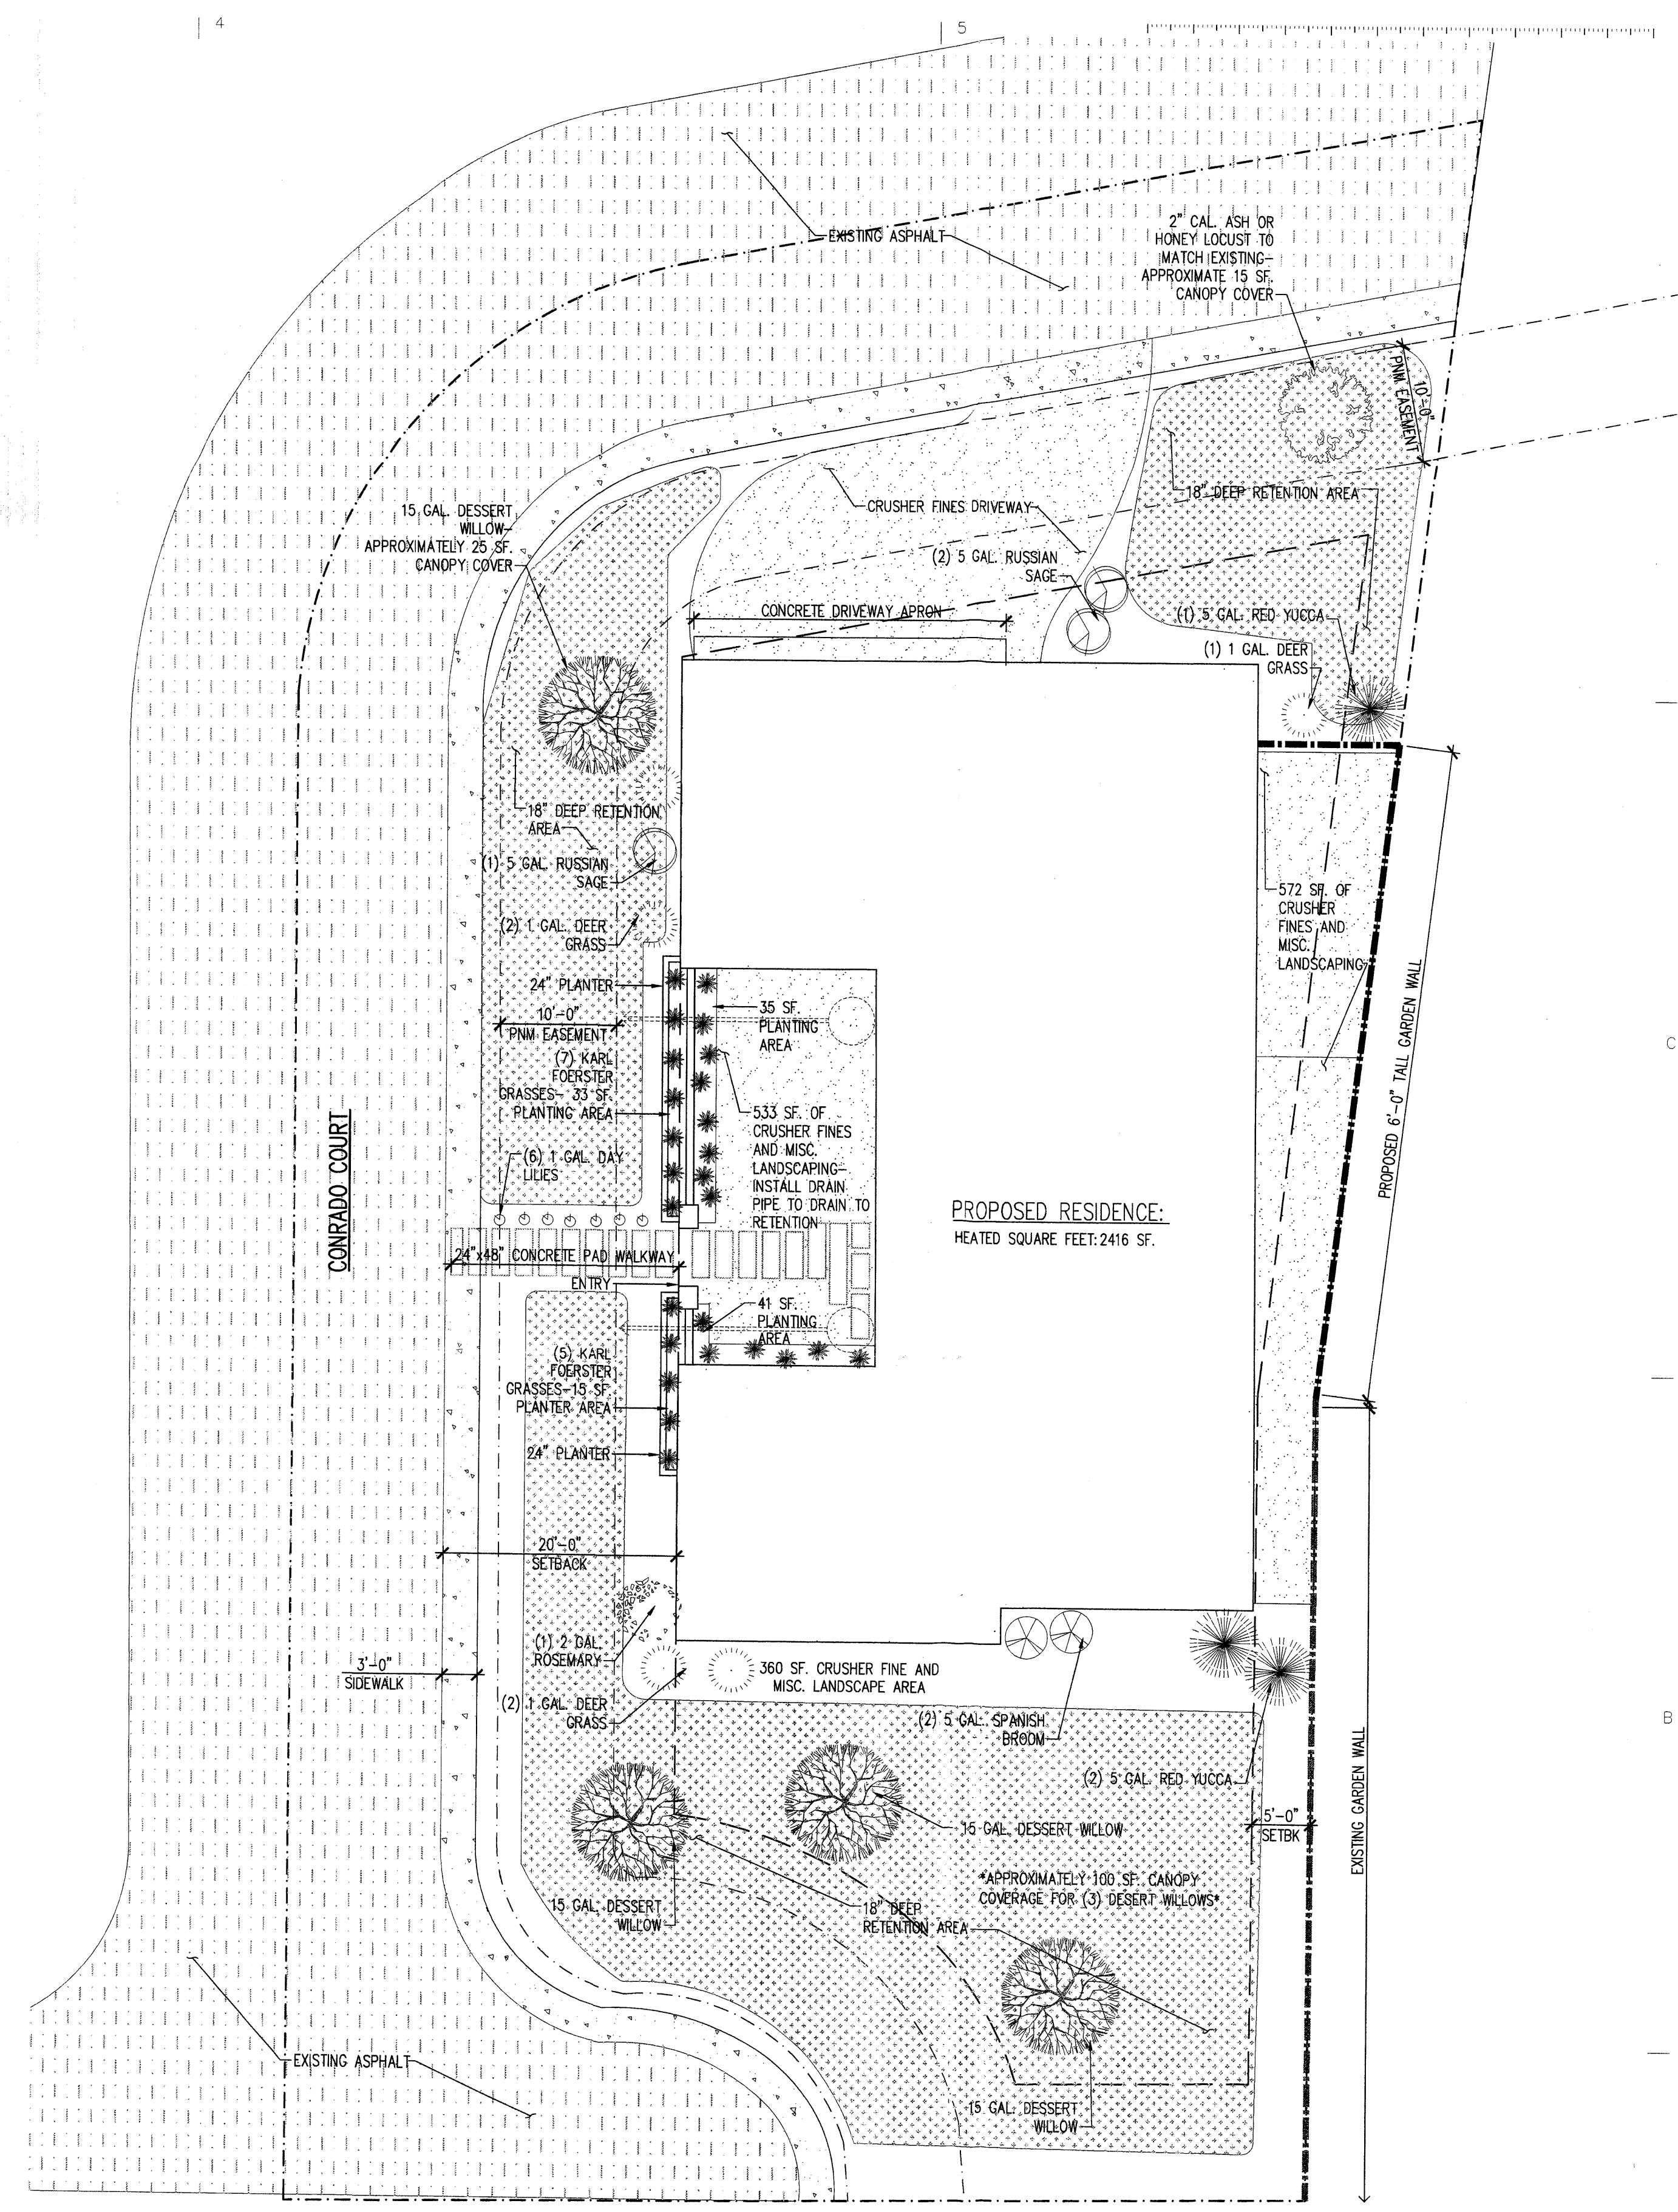 4
5
EXISTING ASPHALT
2" CAL. ASH OR
HONEY LOCUST TO
MATCH EXISTING-
APPROXIMATE 15 SF.
CANOPY COVER
10'-0"
PNM EASEMENT
15 GAL. DESSERT
WILLOW-
APPROXIMATELY 25 SF.
CANOPY COVER
CRUSHER FINES DRIVEWAY
18" DEEP RETENTION AREA
(2) 5 GAL. RUSSIAN
SAGE
CONCRETE DRIVEWAY APRON
(1) 5 GAL. RED YUCCA
(1) 1 GAL. DEER
GRASS
18" DEEP RETENTION
AREA
(1) 5 GAL. RUSSIAN
SAGE
(2) 1 GAL. DEER
GRASS
572 SF. OF
CRUSHER
FINES AND
MISC.
LANDSCAPING
PROPOSED 6'-0" TALL GARDEN WALL
24" PLANTER
10'-0"
PNM EASEMENT
35 SF.
PLANTING
AREA
C
(7) KARL
FOERSTER
GRASSES- 33 SF.
PLANTING AREA
533 SF. OF
CRUSHER FINES
AND MISC.
LANDSCAPING-
INSTALL DRAIN
PIPE TO DRAIN TO
RETENTION
CONRADO COURT
(6) 1 GAL. DAY
LILIES
PROPOSED RESIDENCE:
HEATED SQUARE FEET: 2416 SF.
24"x48" CONCRETE PAD WALKWAY
ENTRY
41 SF.
PLANTING
AREA
(5) KARL
FOERSTER
GRASSES-15 SF.
PLANTER AREA
24" PLANTER
20'-0"
SETBACK
(1) 2 GAL.
ROSEMARY
3'-0"
SIDEWALK
360 SF. CRUSHER FINE AND
MISC. LANDSCAPE AREA
(2) 1 GAL. DEER
GRASS
(2) 5 GAL. SPANISH
BROOM
B
(2) 5 GAL. RED YUCCA
5'-0"
SETBK
EXISTING GARDEN WALL
15 GAL. DESSERT WILLOW
*APPROXIMATELY 100 SF. CANOPY
COVERAGE FOR (3) DESERT WILLOWS*
15 GAL. DESSERT
WILLOW
18" DEEP
RETENTION AREA
EXISTING ASPHALT
15 GAL. DESSERT
WILLOW